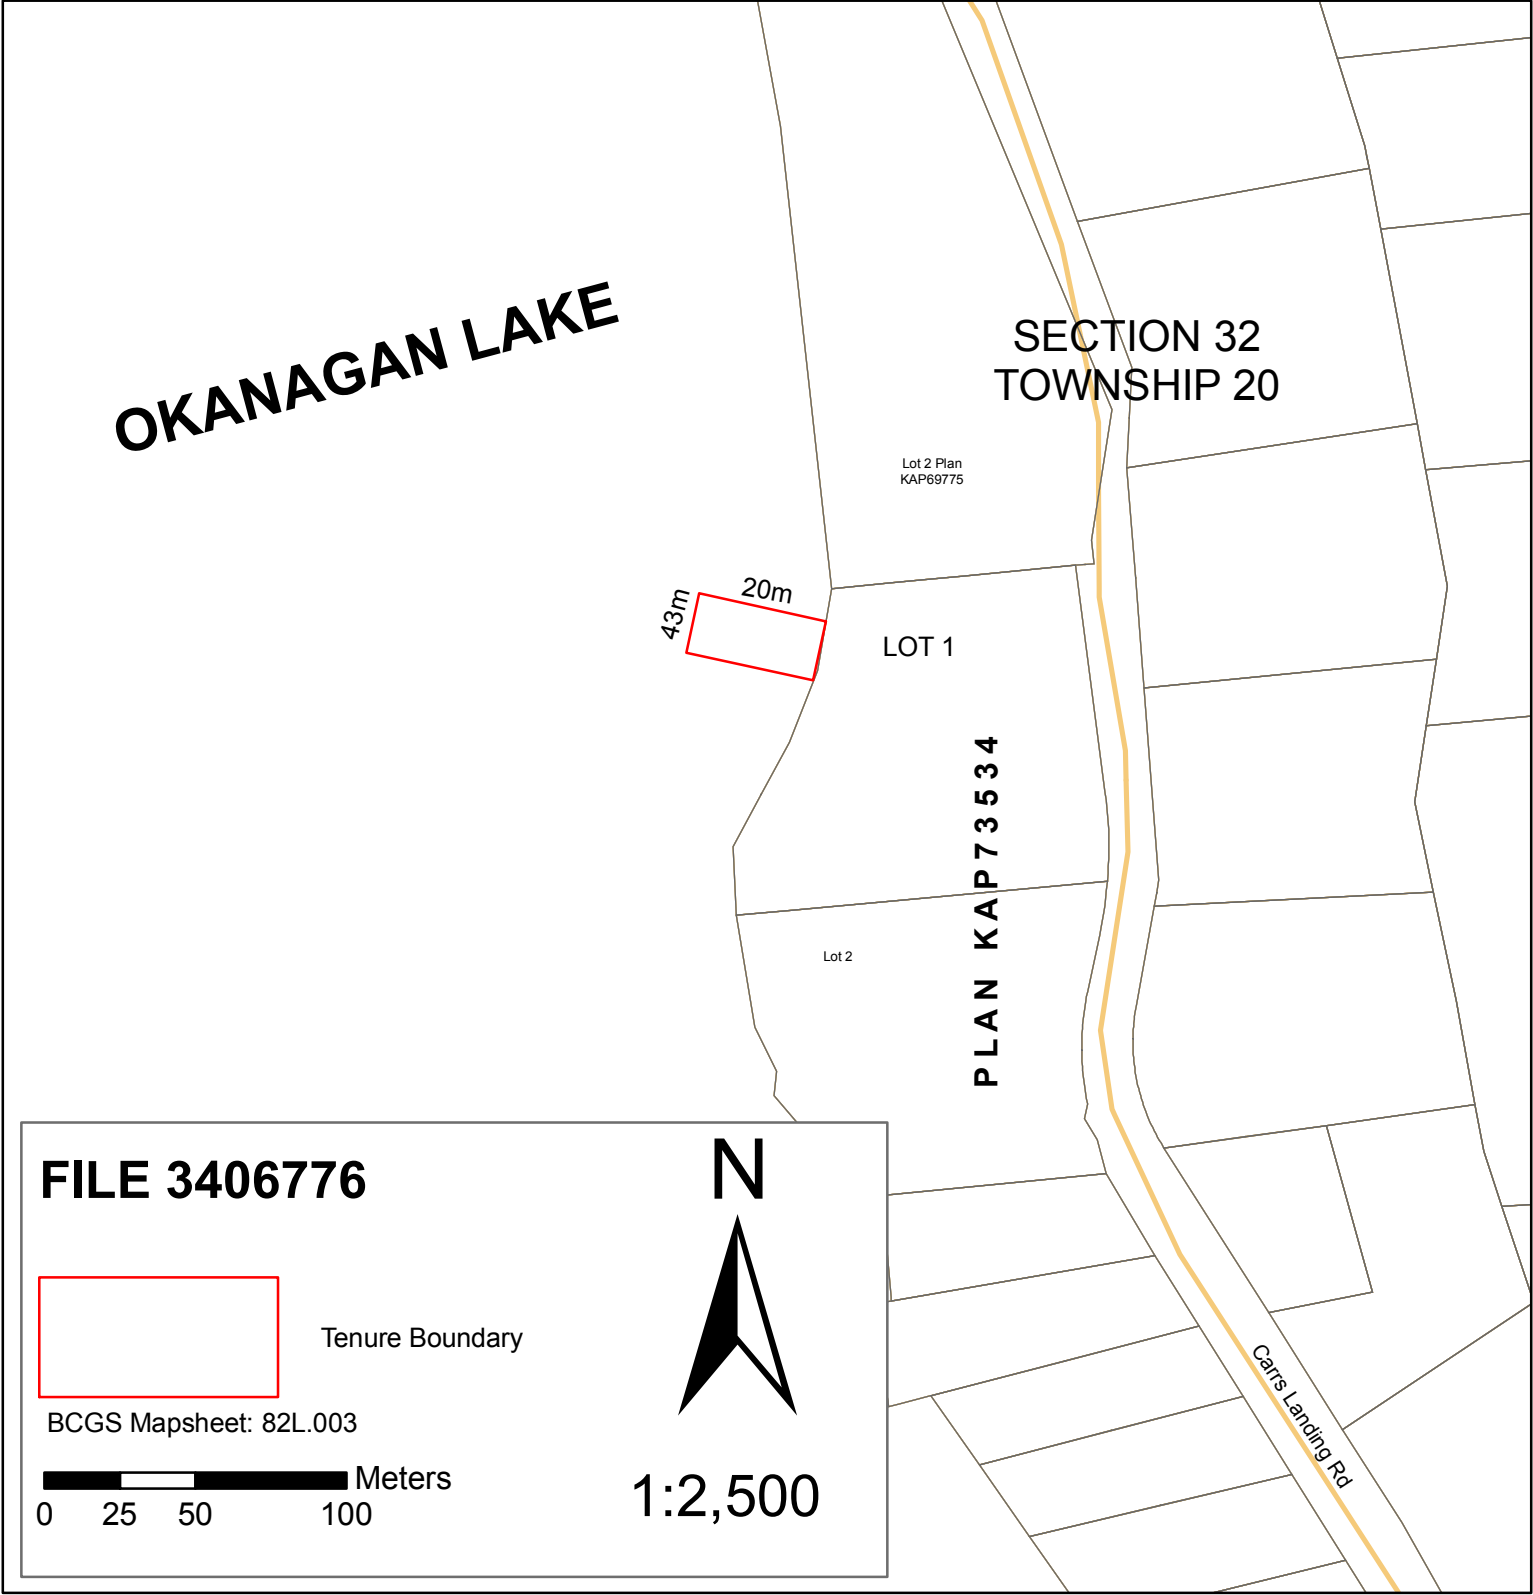 OKANAGAN LAKE
SECTION 32
TOWNSHIP 20
Lot 2 Plan
KAP69775
20m
43m
LOT 1
PLAN KAP73534
Lot 2
FILE 3406776
N
Tenure Boundary
BCGS Mapsheet: 82L.003
Meters
0 25 50 100
1:2,500
Carrs Landing Rd